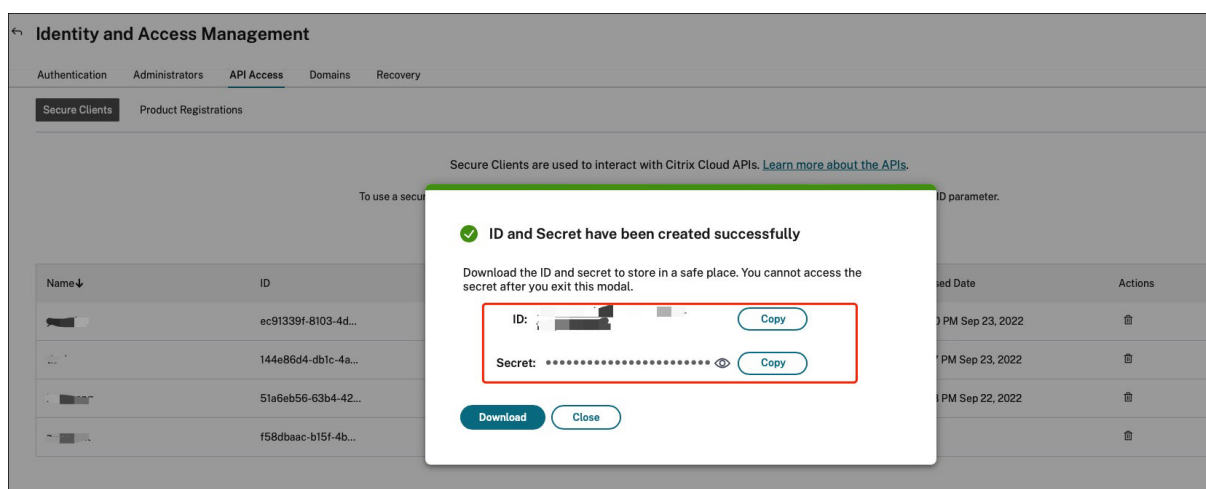 Identity and Access Management
Authentication Administrators API Access Domains Recovery
Secure Clients Product Registrations
Secure Clients are used to interact with Citrix Cloud APIs. Learn more about the APIs.
To use a secur ID parameter.
ID and Secret have been created successfully
Download the ID and secret to store in a safe place. You cannot access the
secret after you exit this modal.
ID: Copy
Secret: •••••••••••••••••••••••• Copy
Download Close
Name ID sed Date Actions
ec91339f-8103-4d... PM Sep 23, 2022
144e86d4-db1c-4a... PM Sep 23, 2022
51a6eb56-63b4-42... PM Sep 22, 2022
f58dbaac-b15f-4b...